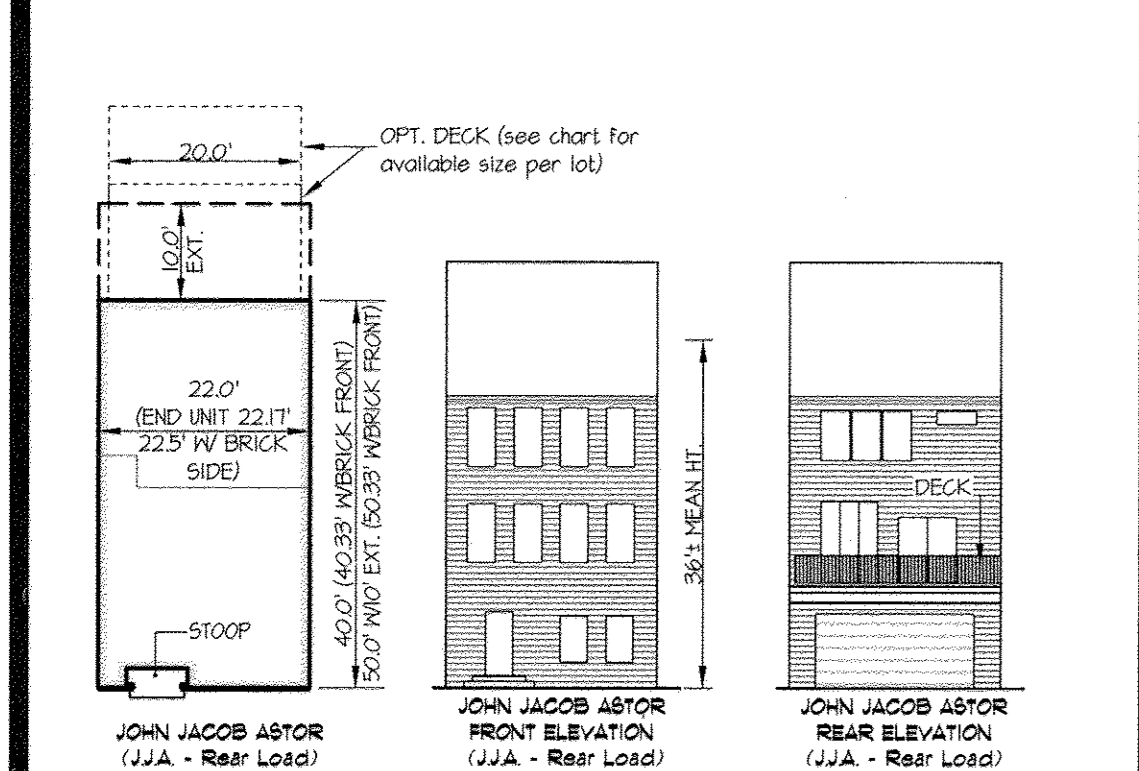 OPT. DECK (see chart for
available size per lot)
20.0'
10.0'
EXT.
22.0'
(END UNIT 22.17'
22.5' W/ BRICK
SIDE)
40.0' (40.33' W/BRICK FRONT)
50.0' W/10' EXT. (50.33' W/BRICK FRONT)
STOOP
JOHN JACOB ASTOR
(J.J.A. - Rear Load)
36'± MEAN HT.
JOHN JACOB ASTOR
FRONT ELEVATION
(J.J.A. - Rear Load)
DECK
JOHN JACOB ASTOR
REAR ELEVATION
(J.J.A. - Rear Load)